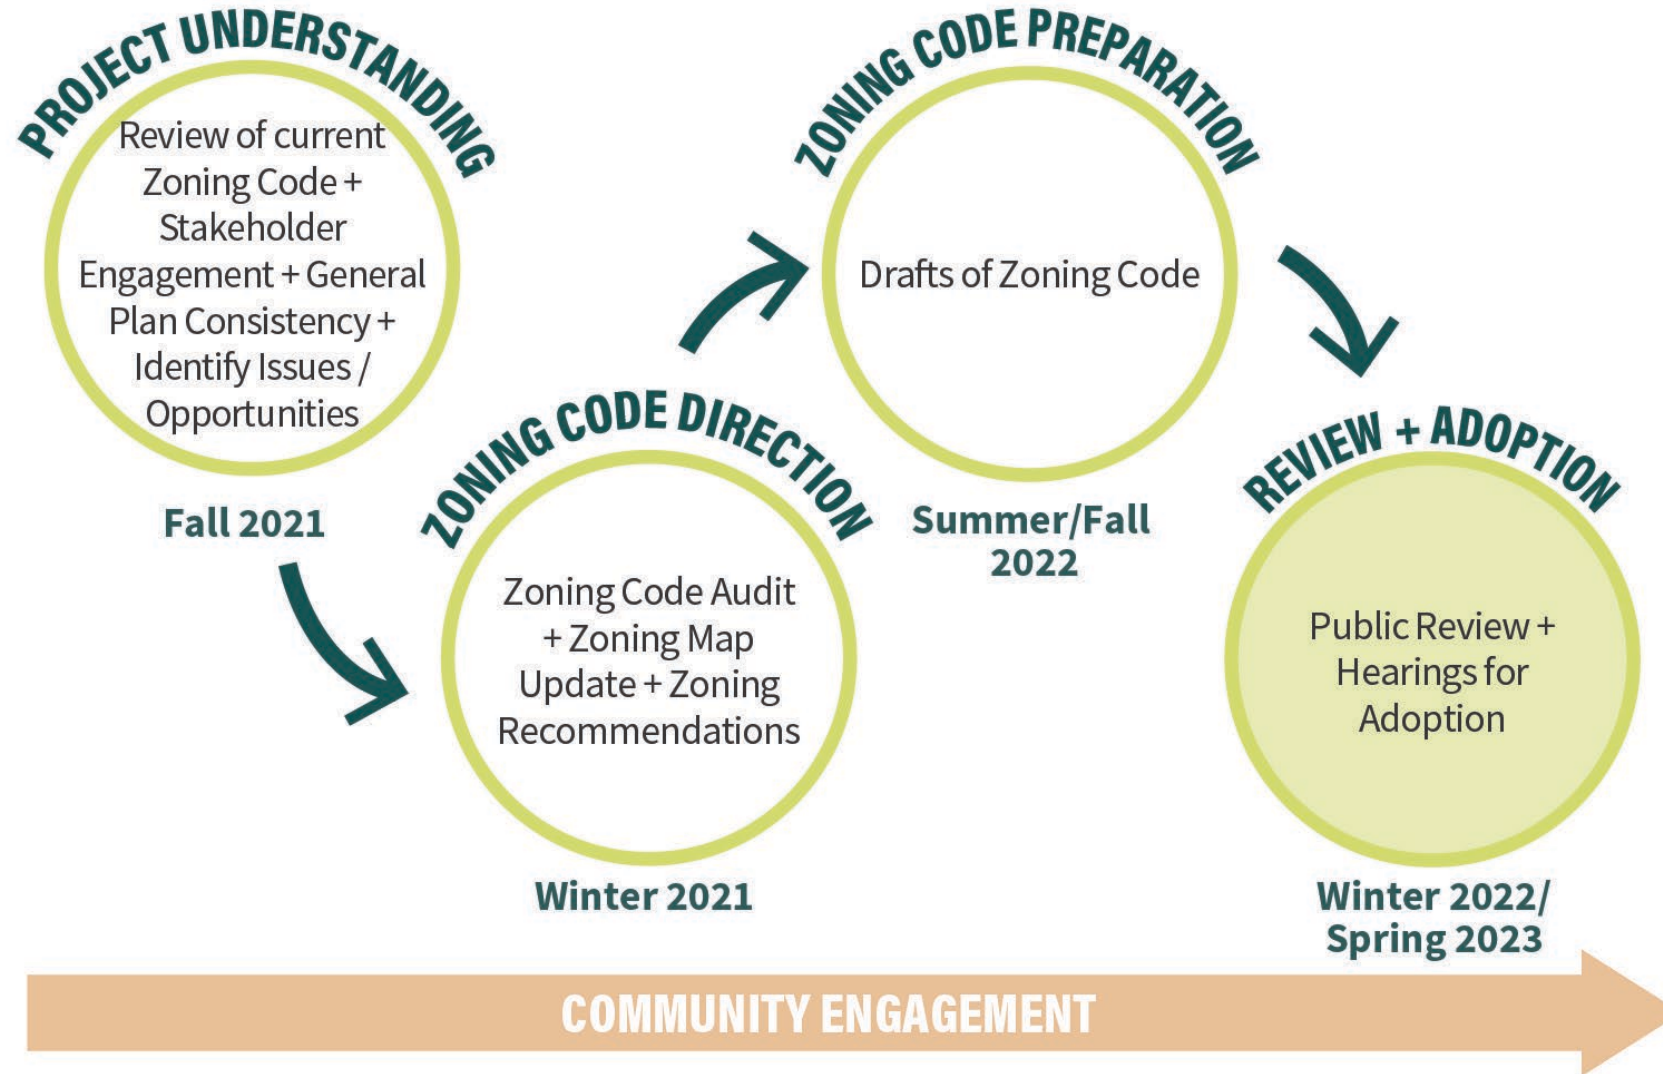 PROJECT UNDERSTANDING
Review of current
Zoning Code +
Stakeholder
Engagement + General
Plan Consistency +
Identify Issues /
Opportunities
Fall 2021
ZONING CODE DIRECTION
Zoning Code Audit
+ Zoning Map
Update + Zoning
Recommendations
Winter 2021
ZONING CODE PREPARATION
Drafts of Zoning Code
Summer/Fall
2022
REVIEW + ADOPTION
Public Review +
Hearings for
Adoption
Winter 2022/
Spring 2023
COMMUNITY ENGAGEMENT